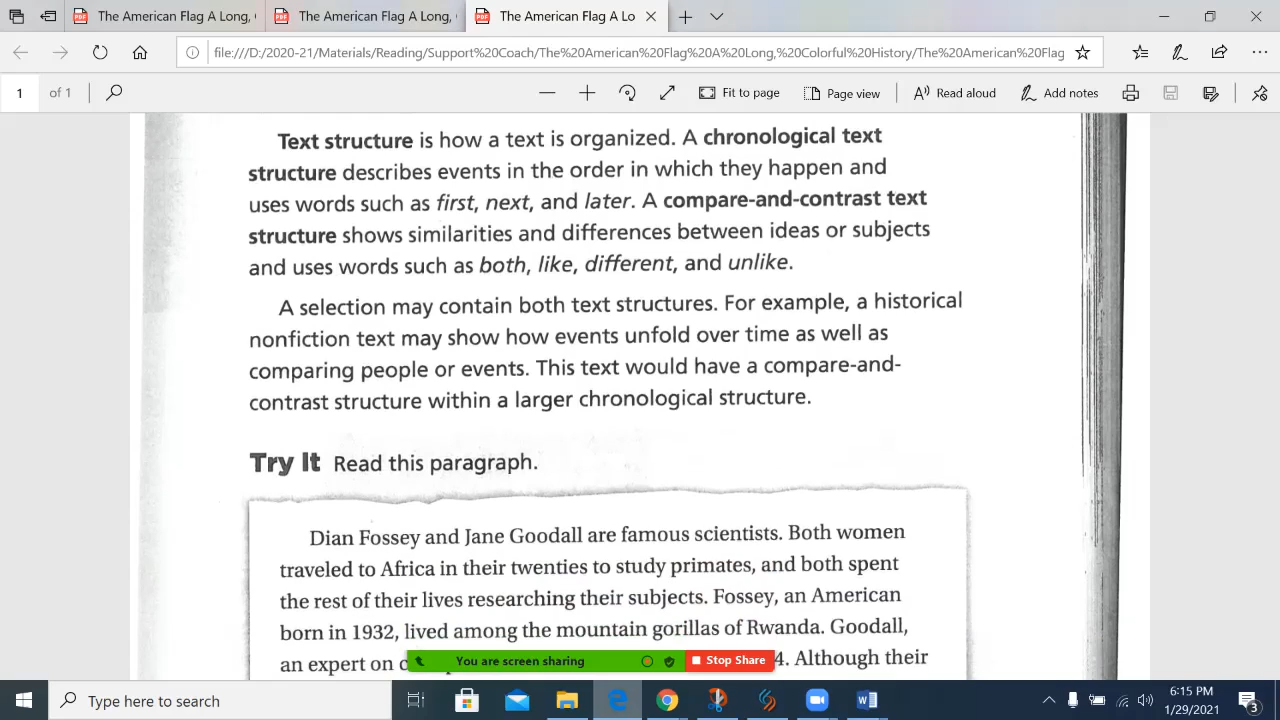 The American Flag A Long,
The American Flag A Long,
The American Flag A Long,
file:///D:/2020-21/Materials/Reading/Support%20Coach/The%20American%20Flag%20A%20Long,%20Colorful%20History/The%20American%20Flag
1 of 1 Fit to page Page view Read aloud Add notes
Text structure is how a text is organized. A chronological text
structure describes events in the order in which they happen and
uses words such as first, next, and later. A compare-and-contrast text
structure shows similarities and differences between ideas or subjects
and uses words such as both, like, different, and unlike.
A selection may contain both text structures. For example, a historical
nonfiction text may show how events unfold over time as well as
comparing people or events. This text would have a compare-and-
contrast structure within a larger chronological structure.
Try It Read this paragraph.
Dian Fossey and Jane Goodall are famous scientists. Both women
traveled to Africa in their twenties to study primates, and both spent
the rest of their lives researching their subjects. Fossey, an American
born in 1932, lived among the mountain gorillas of Rwanda. Goodall,
an expert on 4. Although their
You are screen sharing Stop Share
Type here to search
6:15 PM
1/29/2021
3